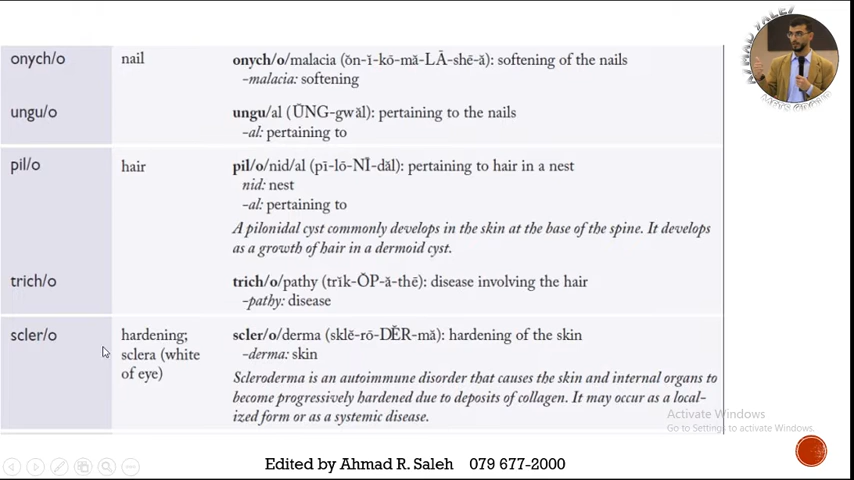 onych/o nail onych/o/malacia (ŏn-ĭ-kō-mă-LĀ-shē-ă): softening of the nails
–malacia: softening
ungu/o ungu/al (ŬNG-gwăl): pertaining to the nails
–al: pertaining to
pil/o hair pil/o/nid/al (pī-lō-NĪ-dăl): pertaining to hair in a nest
nid: nest
–al: pertaining to
A pilonidal cyst commonly develops in the skin at the base of the spine. It develops
as a growth of hair in a dermoid cyst.
trich/o trich/o/pathy (trĭk-ŎP-ă-thē): disease involving the hair
–pathy: disease
scler/o hardening; scler/o/derma (sklĕ-rō-DĔR-mă): hardening of the skin
sclera (white –derma: skin
of eye) Scleroderma is an autoimmune disorder that causes the skin and internal organs to
become progressively hardened due to deposits of collagen. It may occur as a local-
ized form or as a systemic disease.
Activate Windows
Go to Settings to activate Windows.
Edited by Ahmad R. Saleh 079 677-2000